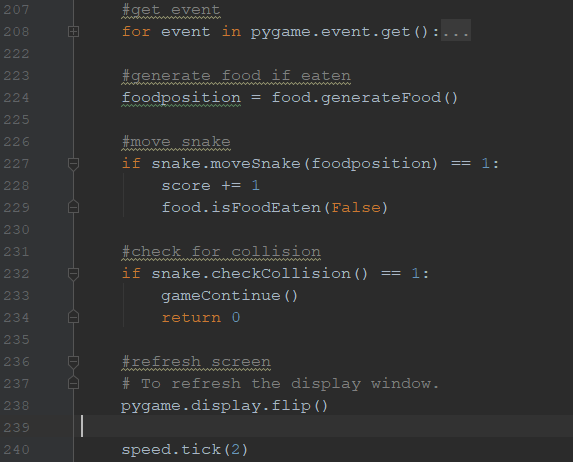 207 #get event
208 for event in pygame.event.get():...
222
223 #generate food if eaten
224 foodposition = food.generateFood()
225
226 #move snake
227 if snake.moveSnake(foodposition) == 1:
228 score += 1
229 food.isFoodEaten(False)
230
231 #check for collision
232 if snake.checkCollision() == 1:
233 gameContinue()
234 return 0
235
236 #refresh screen
237 # To refresh the display window.
238 pygame.display.flip()
239
240 speed.tick(2)